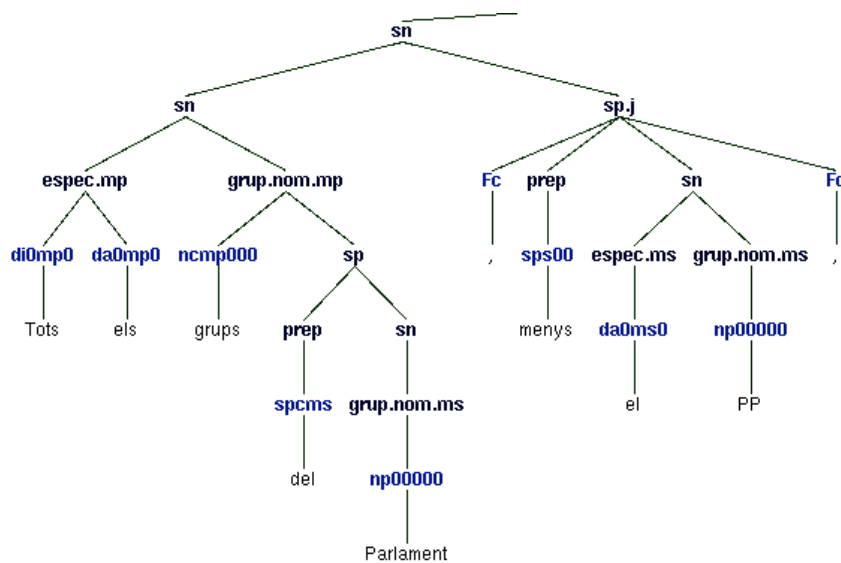 sn
sn sp.j
espec.mp grup.nom.mp Fc prep sn Fc
di0mp0 da0mp0 ncmp000 sp , sps00 espec.ms grup.nom.ms ,
Tots els grups prep sn menys da0ms0 np00000
spcms grup.nom.ms el PP
del np00000
Parlament